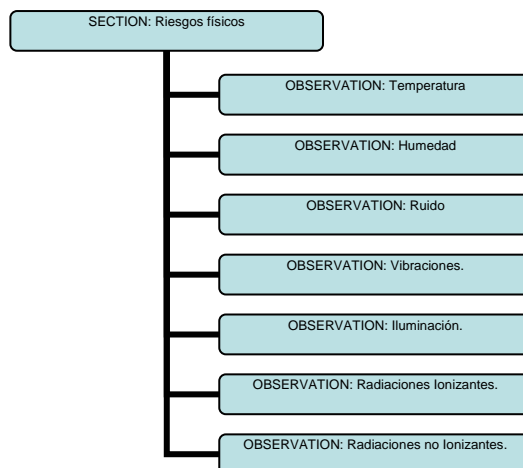 SECTION: Riesgos físicos
OBSERVATION: Temperatura
OBSERVATION: Humedad
OBSERVATION: Ruido
OBSERVATION: Vibraciones.
OBSERVATION: Iluminación.
OBSERVATION: Radiaciones Ionizantes.
OBSERVATION: Radiaciones no Ionizantes.